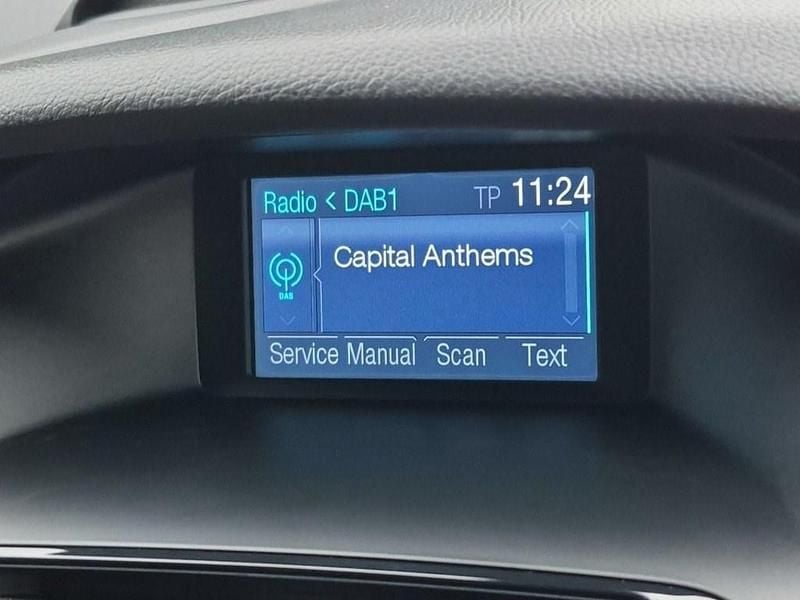 Radio < DAB1 TP 11:24
Capital Anthems
DAB
Service Manual Scan Text